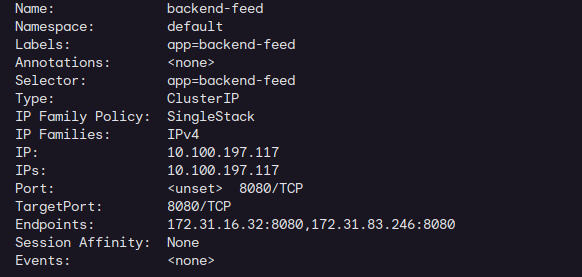 Name: backend-feed
Namespace: default
Labels: app=backend-feed
Annotations: <none>
Selector: app=backend-feed
Type: ClusterIP
IP Family Policy: SingleStack
IP Families: IPv4
IP: 10.100.197.117
IPs: 10.100.197.117
Port: <unset> 8080/TCP
TargetPort: 8080/TCP
Endpoints: 172.31.16.32:8080,172.31.83.246:8080
Session Affinity: None
Events: <none>